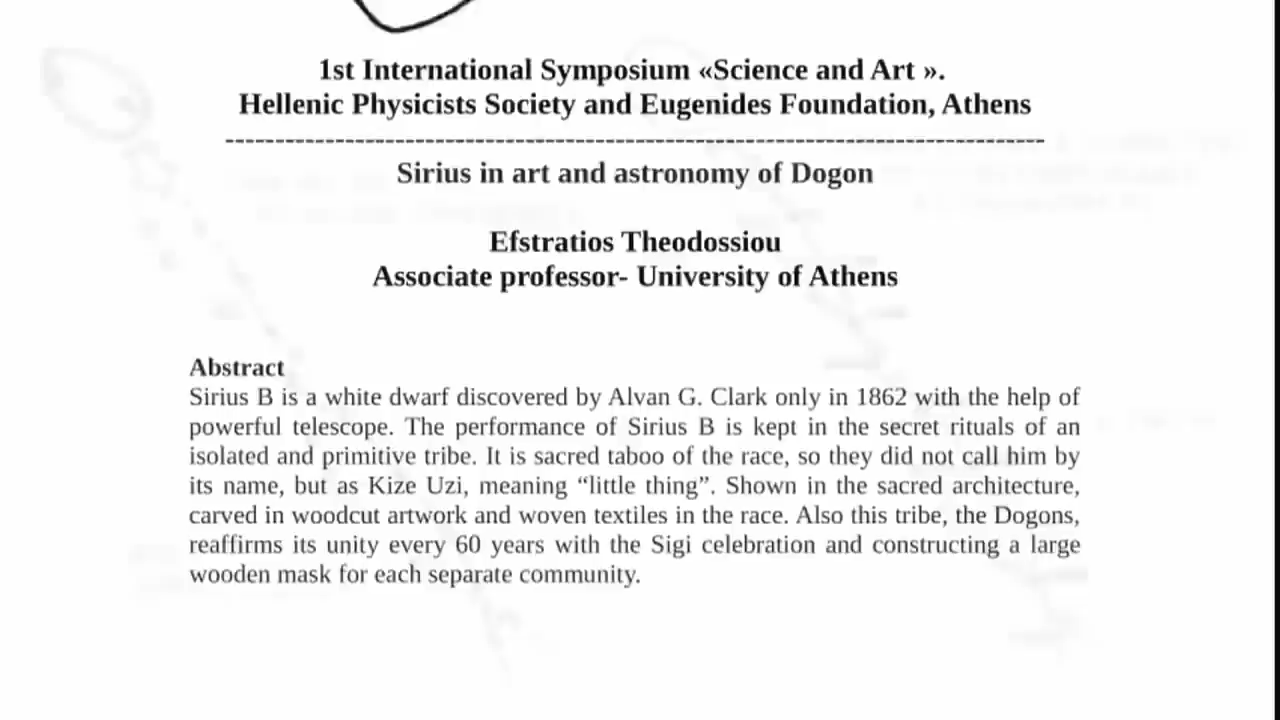 1st International Symposium «Science and Art ».
Hellenic Physicists Society and Eugenides Foundation, Athens
--------------------------------------------------------------------------------------
Sirius in art and astronomy of Dogon
Efstratios Theodossiou
Associate professor- University of Athens
Abstract
Sirius B is a white dwarf discovered by Alvan G. Clark only in 1862 with the help of
powerful telescope. The performance of Sirius B is kept in the secret rituals of an
isolated and primitive tribe. It is sacred taboo of the race, so they did not call him by
its name, but as Kize Uzi, meaning “little thing”. Shown in the sacred architecture,
carved in woodcut artwork and woven textiles in the race. Also this tribe, the Dogons,
reaffirms its unity every 60 years with the Sigi celebration and constructing a large
wooden mask for each separate community.